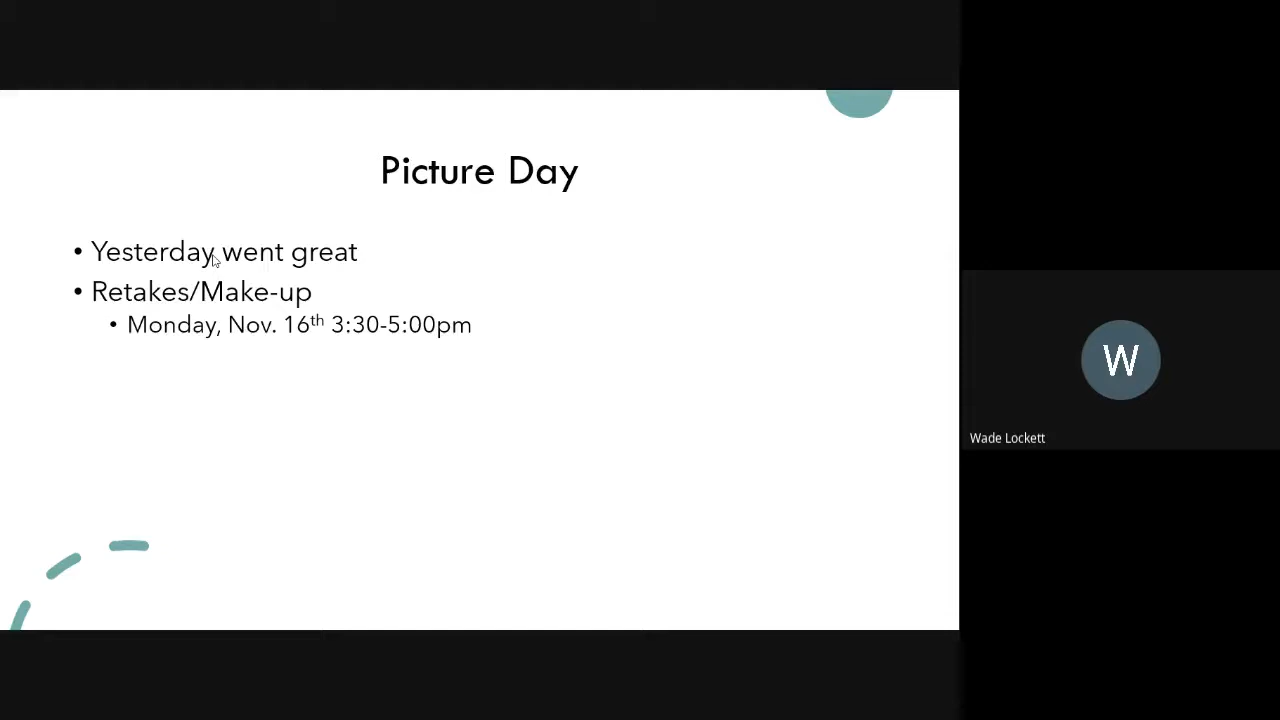 Picture Day
• Yesterday went great
• Retakes/Make-up
• Monday, Nov. 16th 3:30-5:00pm
W
Wade Lockett